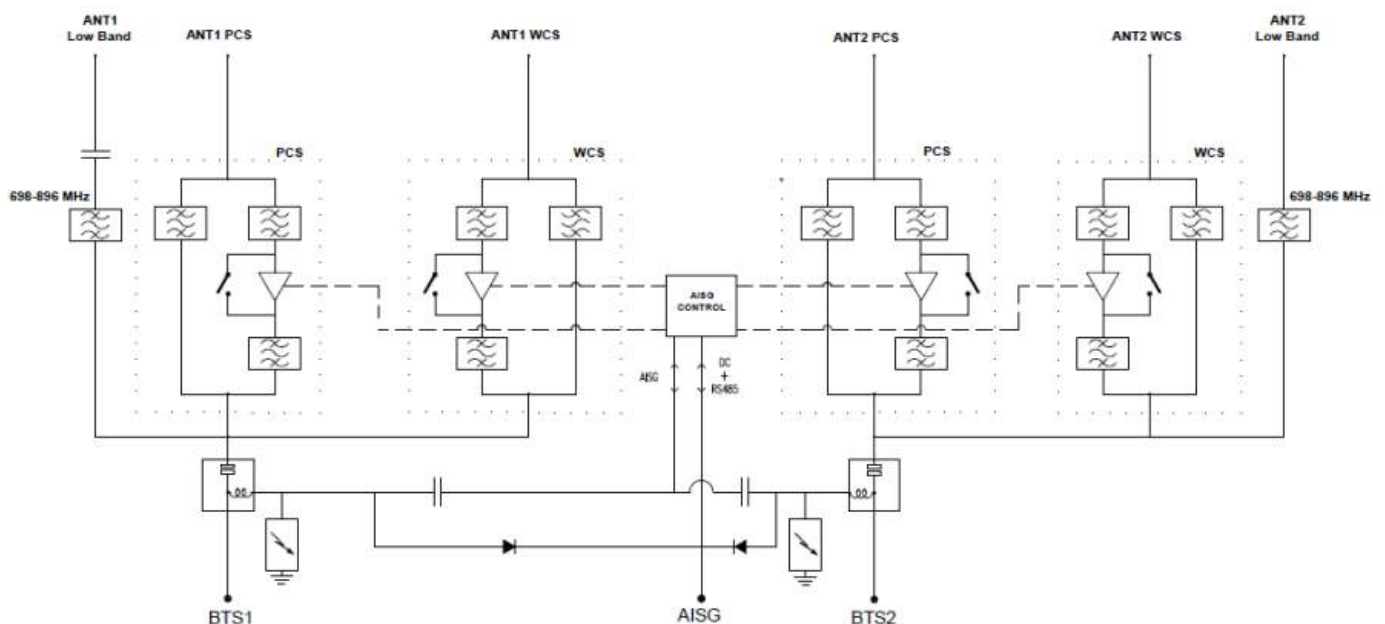 ANT1
Low Band
ANT1 PCS
ANT1 WCS
ANT2 PCS
ANT2 WCS
ANT2
Low Band
PCS
WCS
PCS
WCS
698-896 MHz
698-896 MHz
AISG
CONTROL
AISG
DC
+
RS485
BTS1
AISG
BTS2